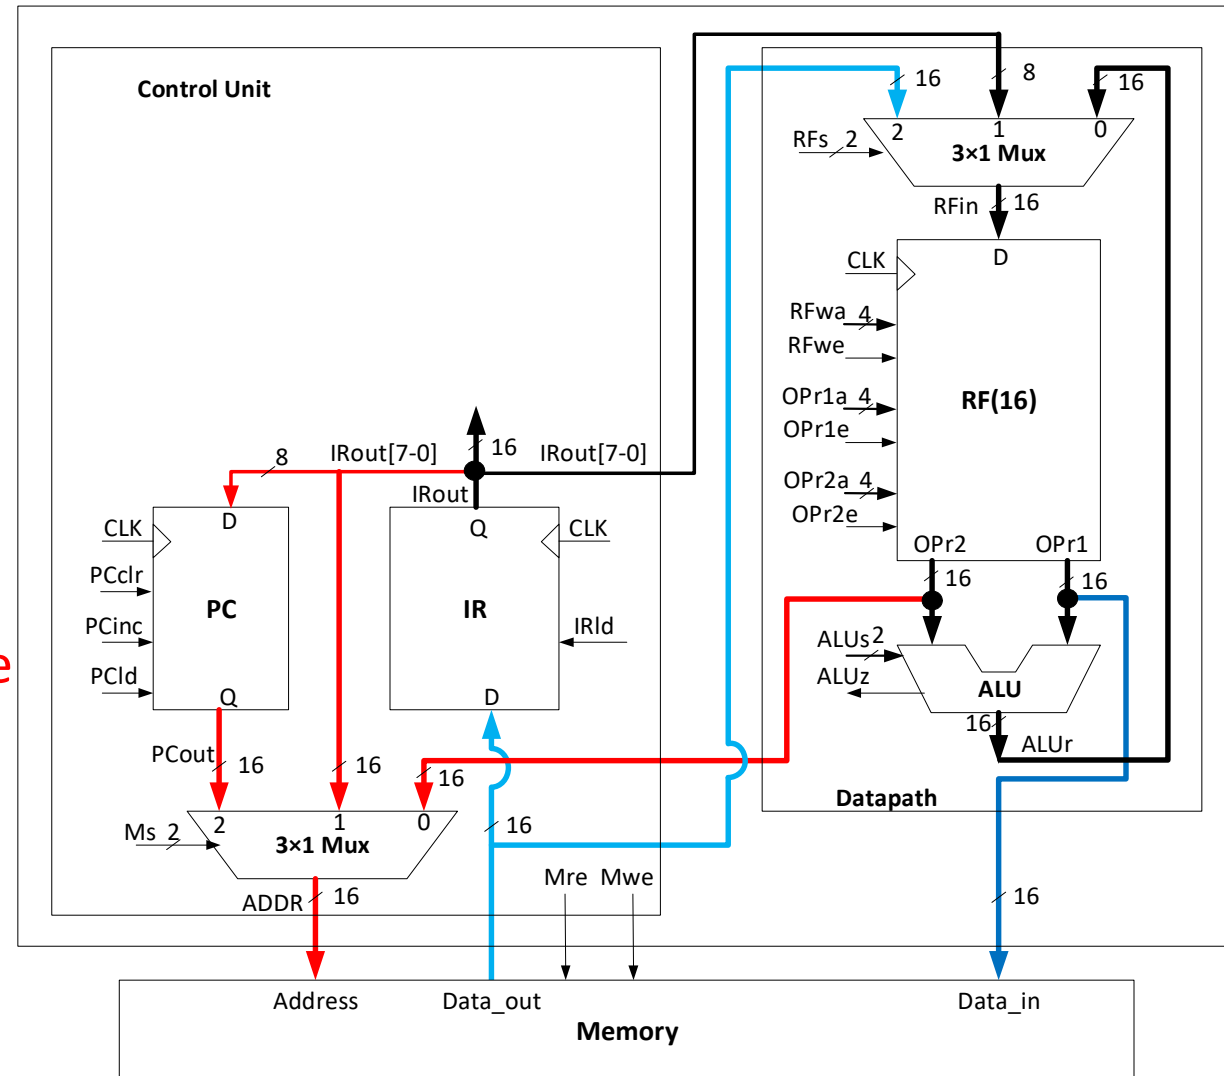 Control Unit
16
8
16
2
1
0
3×1 Mux
RFs
2
RFin
16
D
CLK
RFwa
4
RFwe
OPr1a
4
OPr1e
OPr2a
4
OPr2e
RF(16)
OPr2
OPr1
16
16
ALUs
2
ALUz
ALU
16
ALUr
Datapath
8
IRout[7-0]
16
IRout[7-0]
IRout
D
CLK
PCclr
PCinc
PCld
PC
Q
Q
CLK
IR
IRld
D
PCout
16
16
16
2
1
0
Ms
2
3×1 Mux
ADDR
16
16
Mre
Mwe
16
Address
Data_out
Data_in
Memory